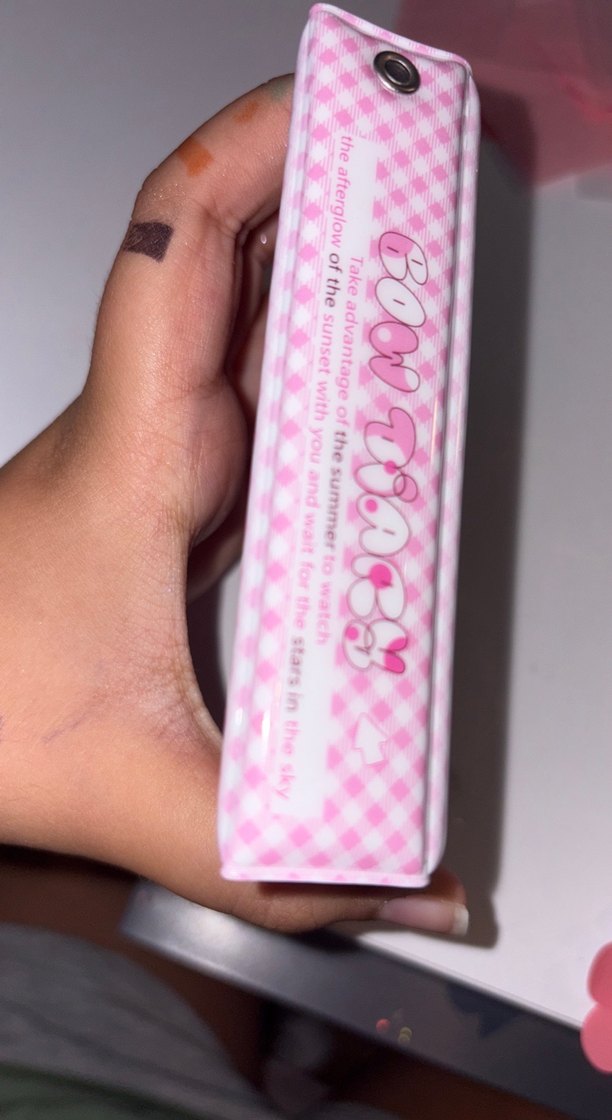 BOW DIARY
Take advantage of the summer to watch
the afterglow of the sunset with you and wait for the stars in the sky